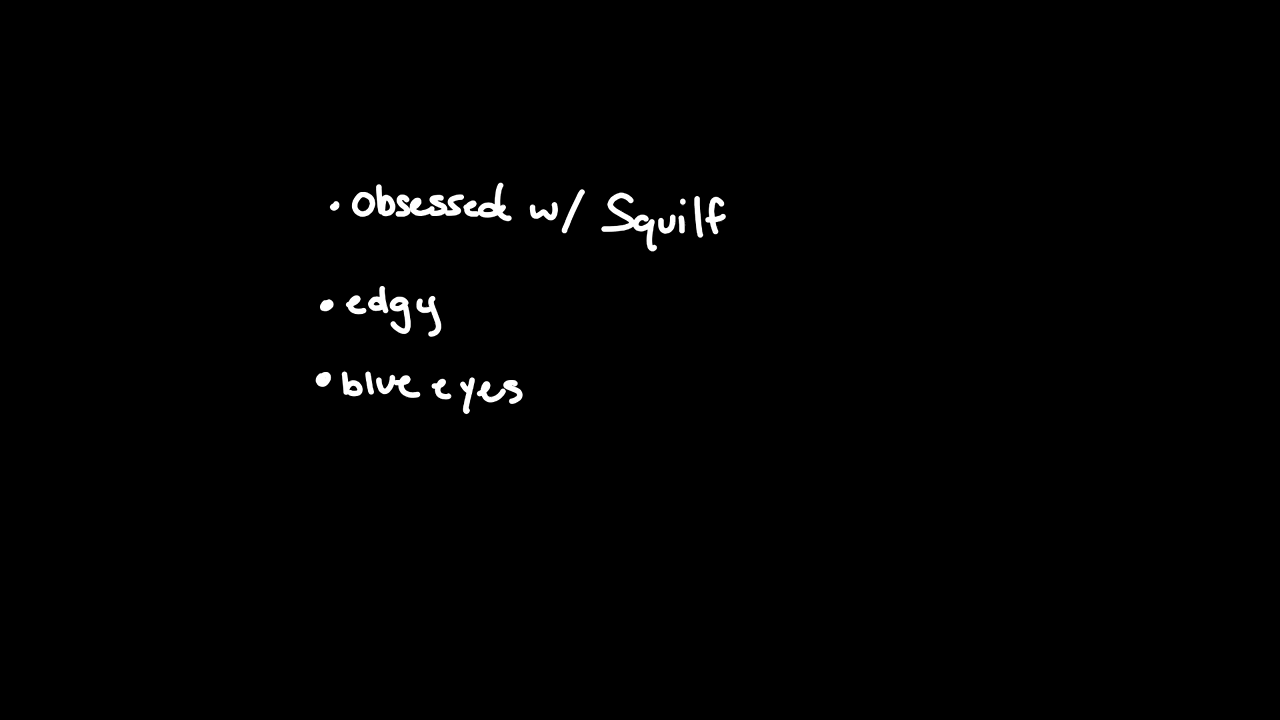 • Obsessed w/ Squilf
• edgy
• blue eyes